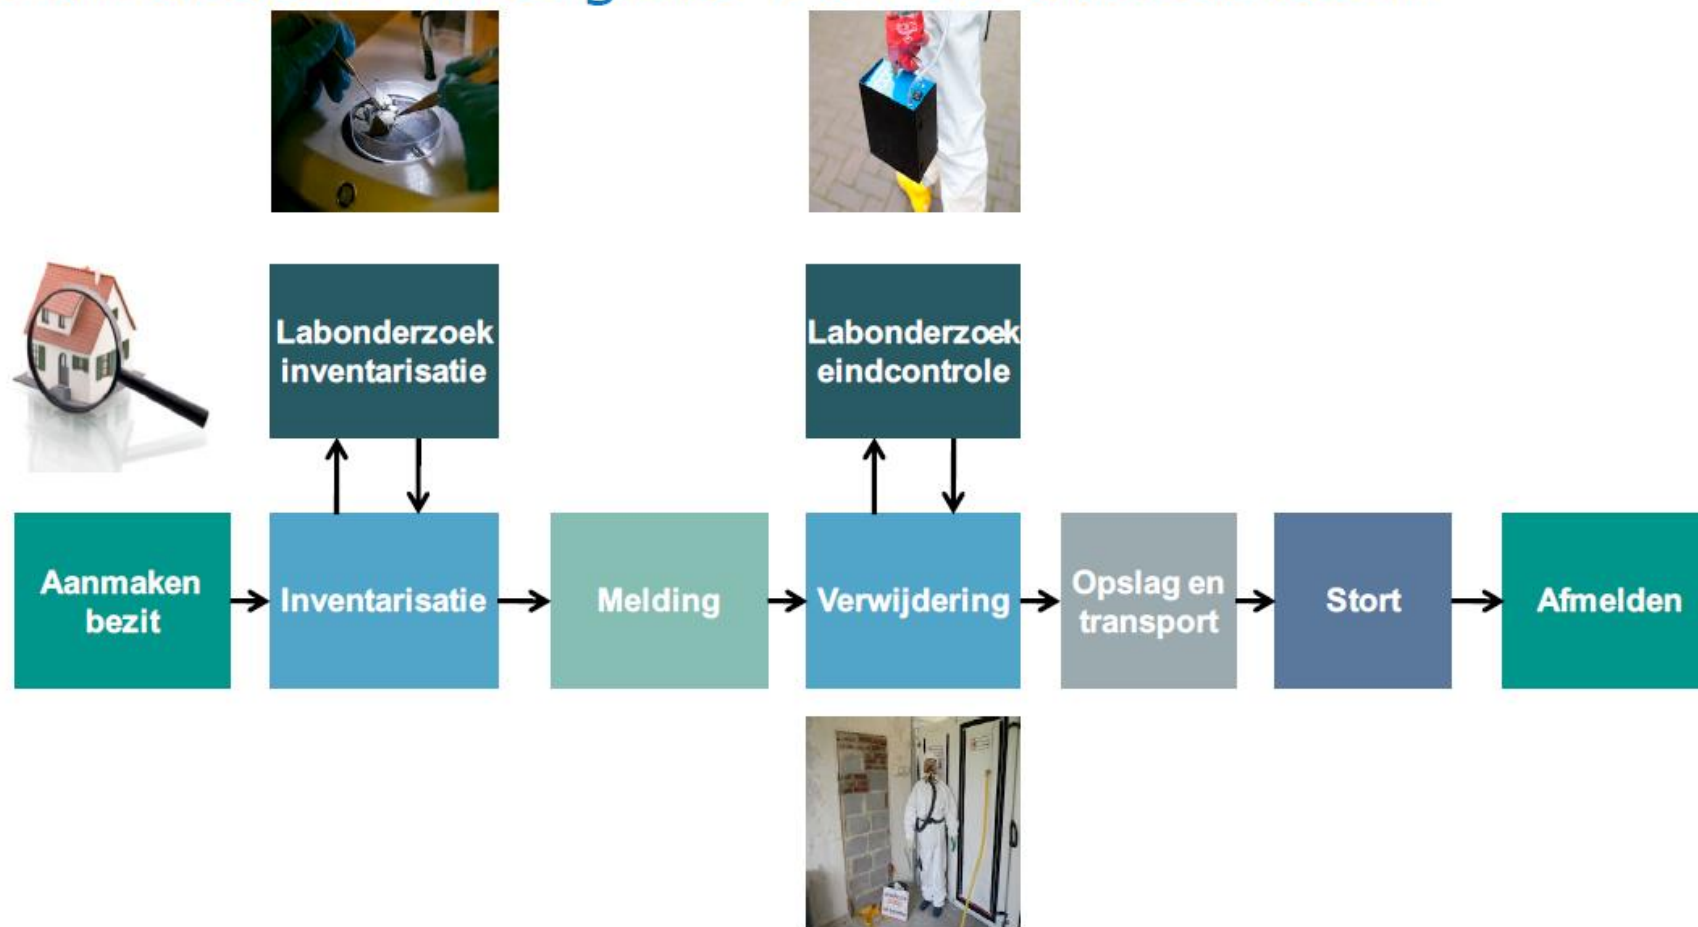 Labonderzoek
inventarisatie
Labonderzoek
eindcontrole
Aanmaken
bezit
Inventarisatie
Melding
Verwijdering
Opslag en
transport
Stort
Afmelden